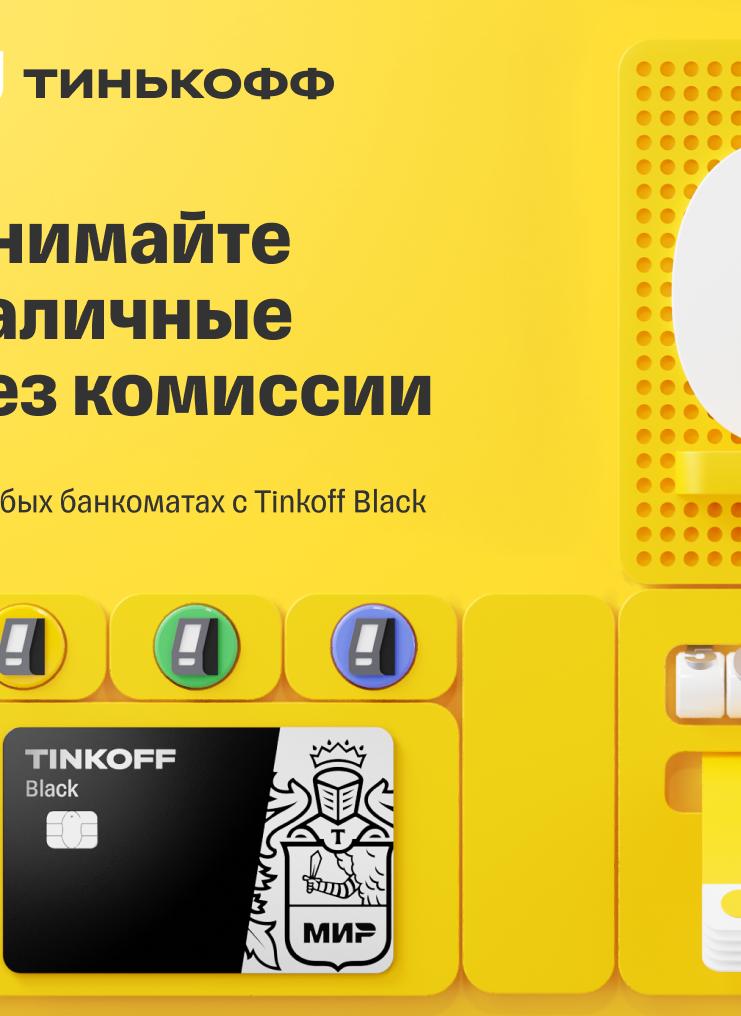 ТИНЬКОФФ
нимайте
аличные
ез комиссии
бых банкоматах с Tinkoff Black
TINKOFF
Black
Т
МИР